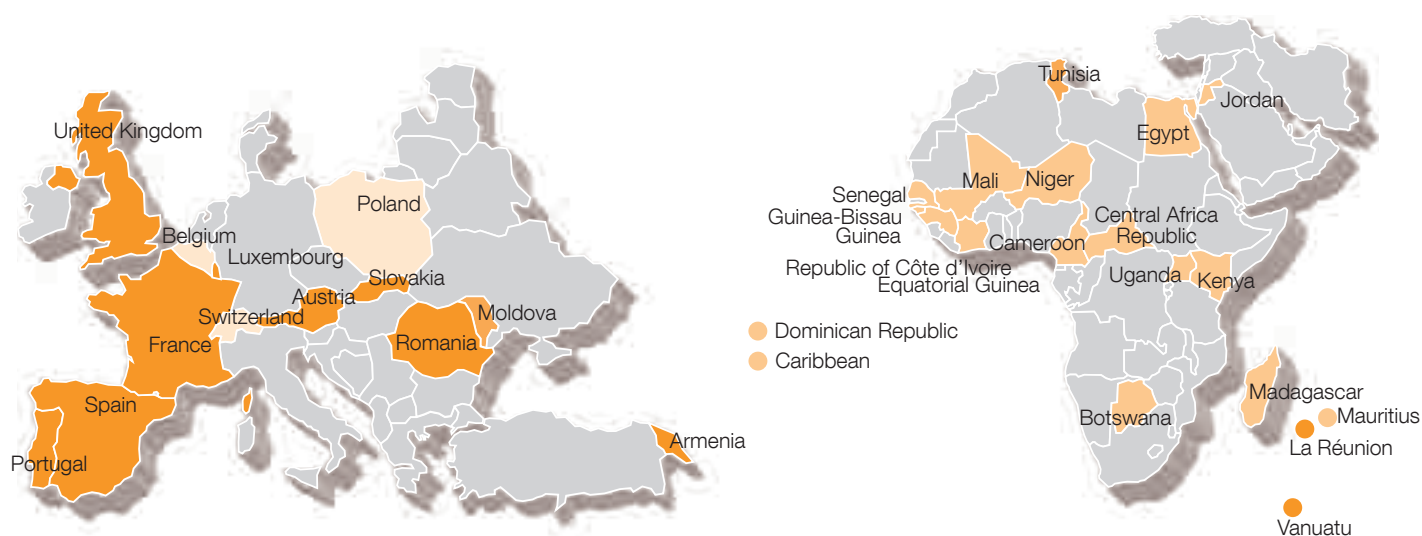 United Kingdom
Belgium
Poland
Luxembourg
Slovakia
Austria
Switzerland
Moldova
France
Romania
Spain
Portugal
Armenia
Tunisia
Jordan
Egypt
Mali
Niger
Senegal
Guinea-Bissau
Guinea
Central Africa
Republic
Cameroon
Republic of Côte d'Ivoire
Equatorial Guinea
Uganda
Kenya
Dominican Republic
Caribbean
Madagascar
Botswana
Mauritius
La Réunion
Vanuatu